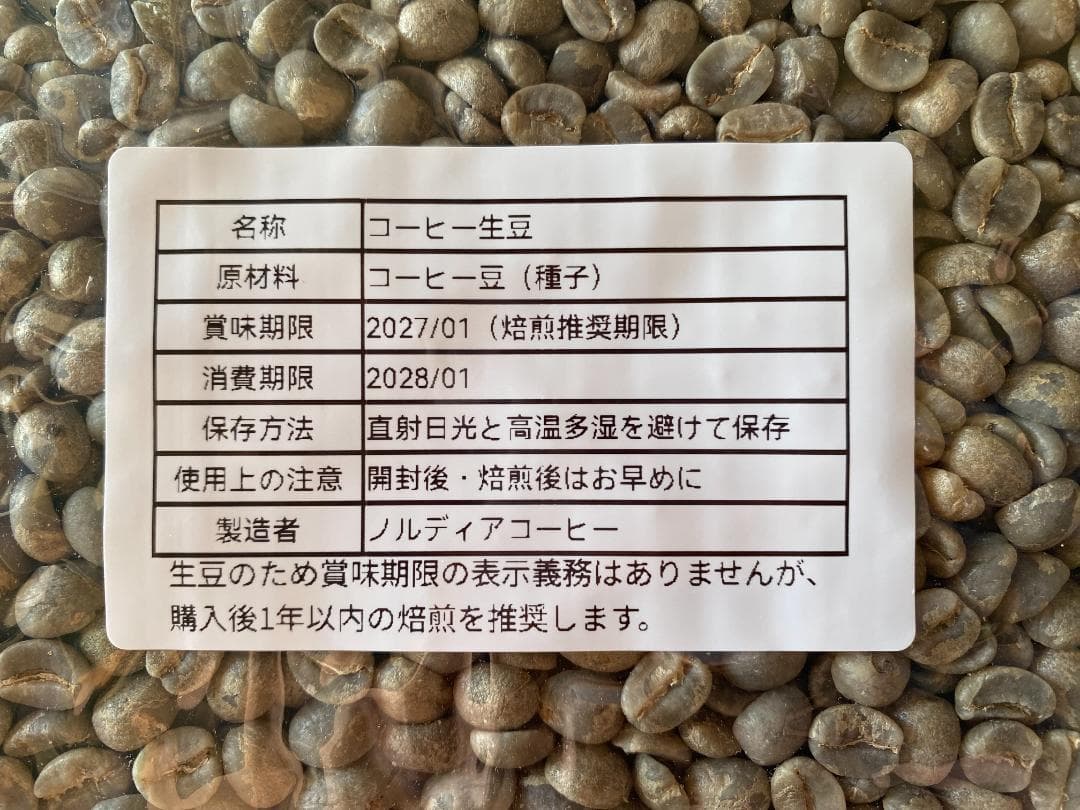 名称 コーヒー生豆
原材料 コーヒー豆（種子）
賞味期限 2027/01（焙煎推奨期限）
消費期限 2028/01
保存方法 直射日光と高温多湿を避けて保存
使用上の注意 開封後・焙煎後はお早めに
製造者 ノルディアコーヒー
生豆のため賞味期限の表示義務はありませんが、
購入後1年以内の焙煎を推奨します。